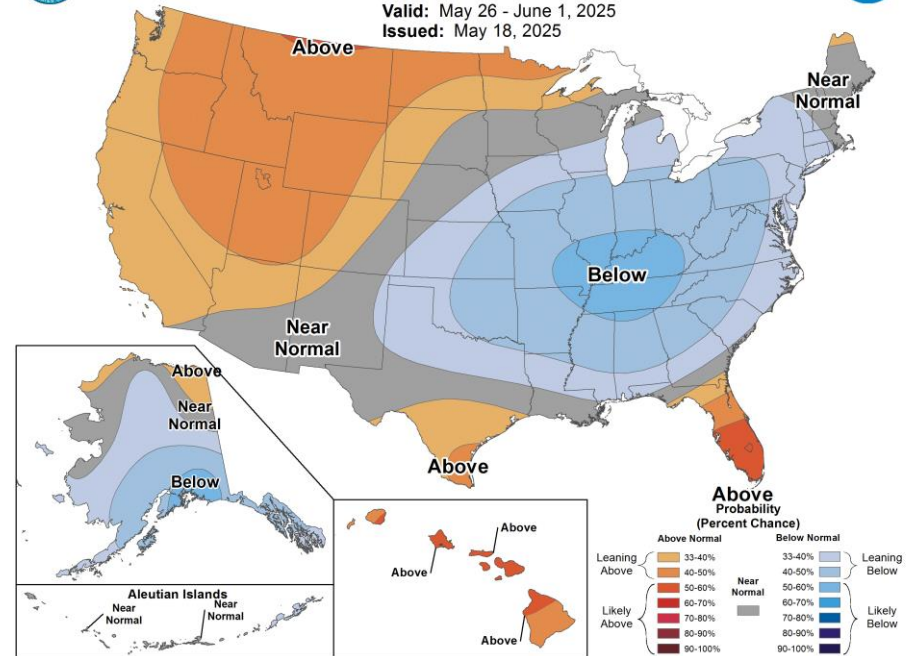 Valid: May 26 - June 1, 2025
Issued: May 18, 2025
Above
Near
Normal
Below
Near
Normal
Above
Above
Above
Near
Normal
Below
Aleutian Islands
Near
Normal
Near
Normal
Above
Above
Above
Probability
(Percent Chance)
Above Normal
Below Normal
Leaning
Above
33-40%
40-50%
50-60%
60-70%
70-80%
80-90%
90-100%
Likely
Above
Near
Normal
33-40%
40-50%
50-60%
60-70%
70-80%
80-90%
90-100%
Leaning
Below
Likely
Below